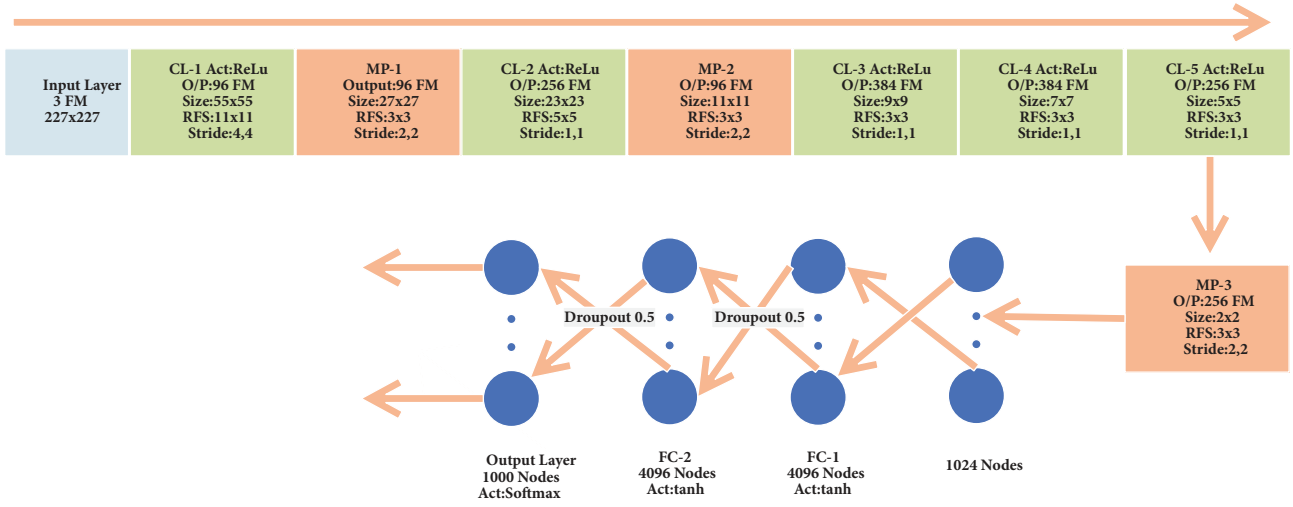 Input Layer
3 FM
227x227
CL-1 Act:ReLu
O/P:96 FM
Size:55x55
RFS:11x11
Stride:4,4
MP-1
Output:96 FM
Size:27x27
RFS:3x3
Stride:2,2
CL-2 Act:ReLu
O/P:256 FM
Size:23x23
RFS:5x5
Stride:1,1
MP-2
O/P:96 FM
Size:11x11
RFS:3x3
Stride:2,2
CL-3 Act:ReLu
O/P:384 FM
Size:9x9
RFS:3x3
Stride:1,1
CL-4 Act:ReLu
O/P:384 FM
Size:7x7
RFS:3x3
Stride:1,1
CL-5 Act:ReLu
O/P:256 FM
Size:5x5
RFS:3x3
Stride:1,1
MP-3
O/P:256 FM
Size:2x2
RFS:3x3
Stride:2,2
Droupout 0.5
Droupout 0.5
Output Layer
1000 Nodes
Act:Softmax
FC-2
4096 Nodes
Act:tanh
FC-1
4096 Nodes
Act:tanh
1024 Nodes